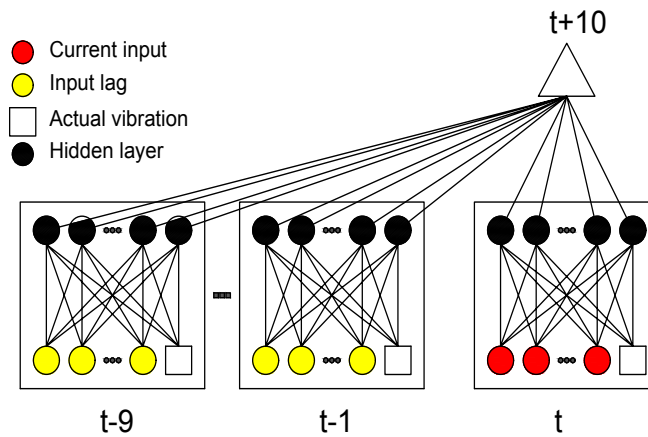 t+10
Current input
Input lag
Actual vibration
Hidden layer
t-9
t-1
t